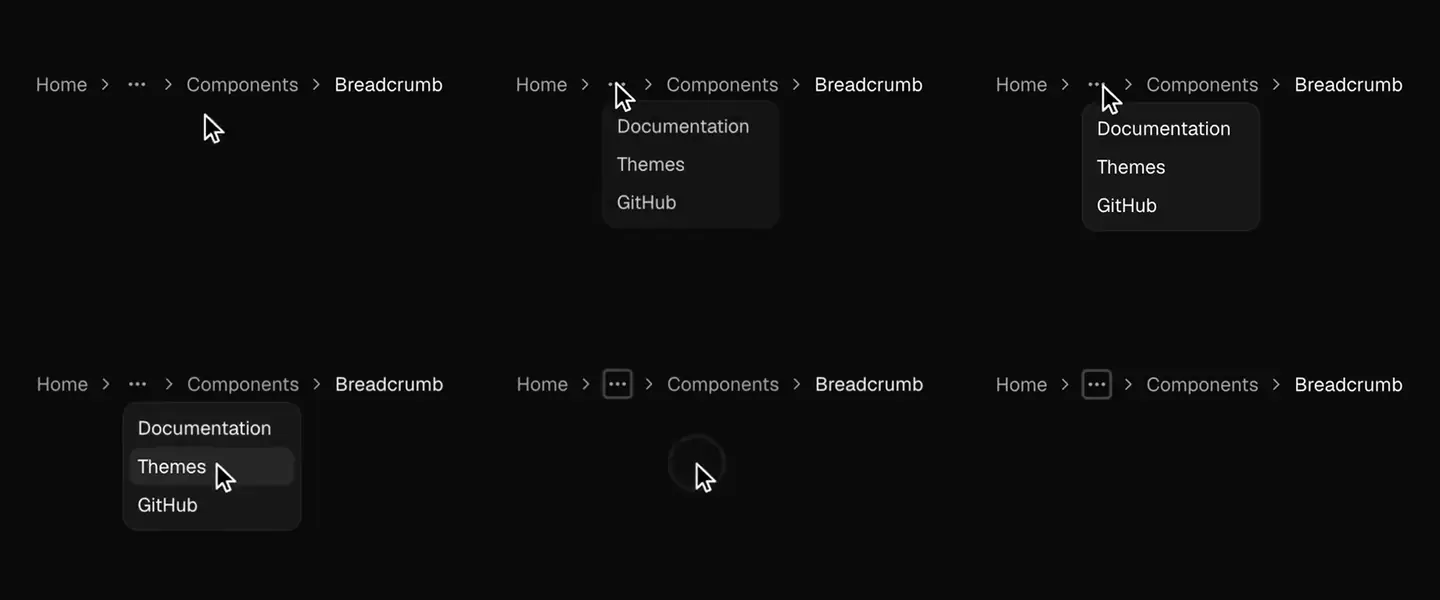 Home > ... > Components > Breadcrumb
Home > ... > Components > Breadcrumb
Documentation
Themes
GitHub
Home > ... > Components > Breadcrumb
Documentation
Themes
GitHub
Home > ... > Components > Breadcrumb
Documentation
Themes
GitHub
Home > ... > Components > Breadcrumb
Home > ... > Components > Breadcrumb